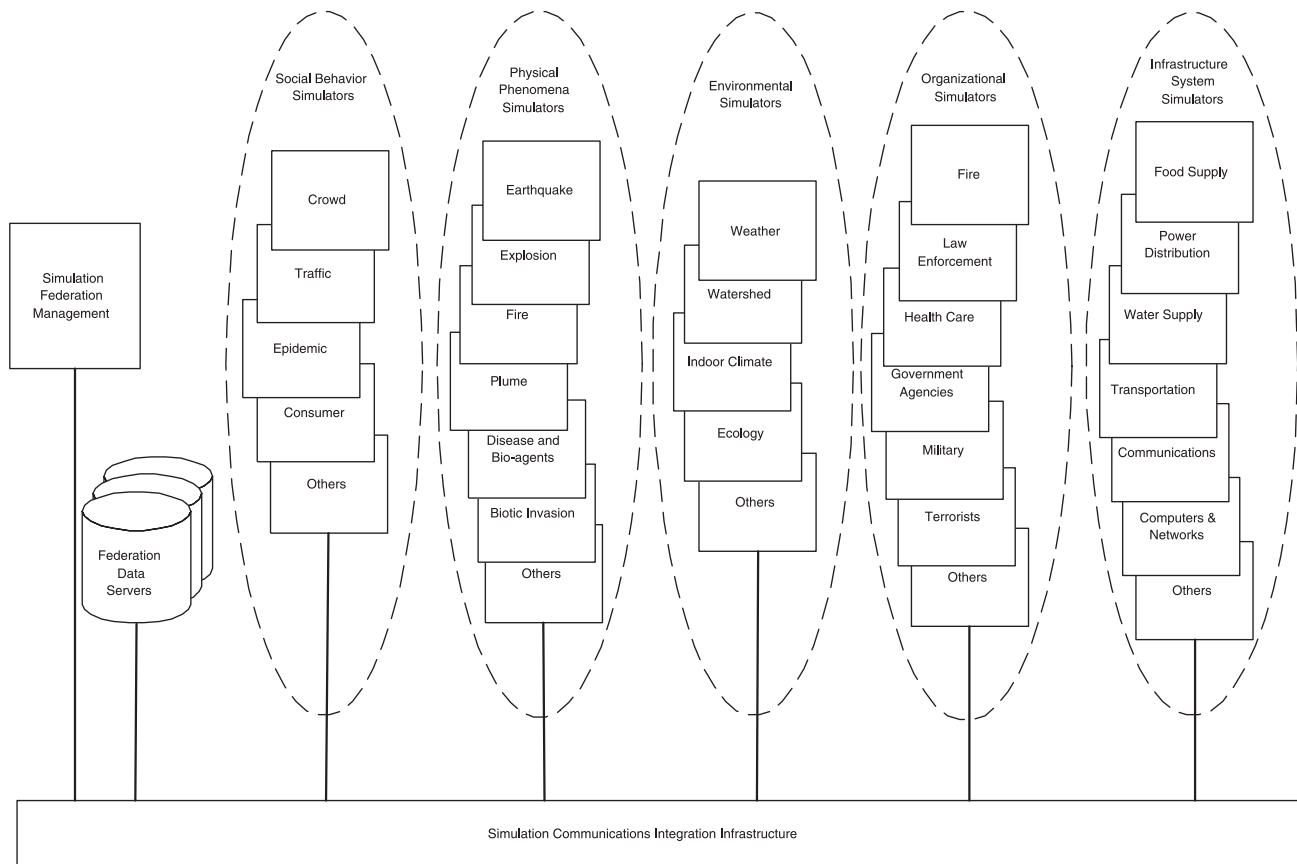 Social Behavior
Simulators
Crowd
Traffic
Epidemic
Consumer
Others
Physical
Phenomena
Simulators
Earthquake
Explosion
Fire
Plume
Disease and
Bio-agents
Biotic Invasion
Others
Environmental
Simulators
Weather
Watershed
Indoor Climate
Ecology
Others
Organizational
Simulators
Fire
Law
Enforcement
Health Care
Government
Agencies
Military
Terrorists
Others
Infrastructure
System
Simulators
Food Supply
Power
Distribution
Water Supply
Transportation
Communications
Computers &
Networks
Others
Simulation
Federation
Management
Federation
Data
Servers
Simulation Communications Integration Infrastructure